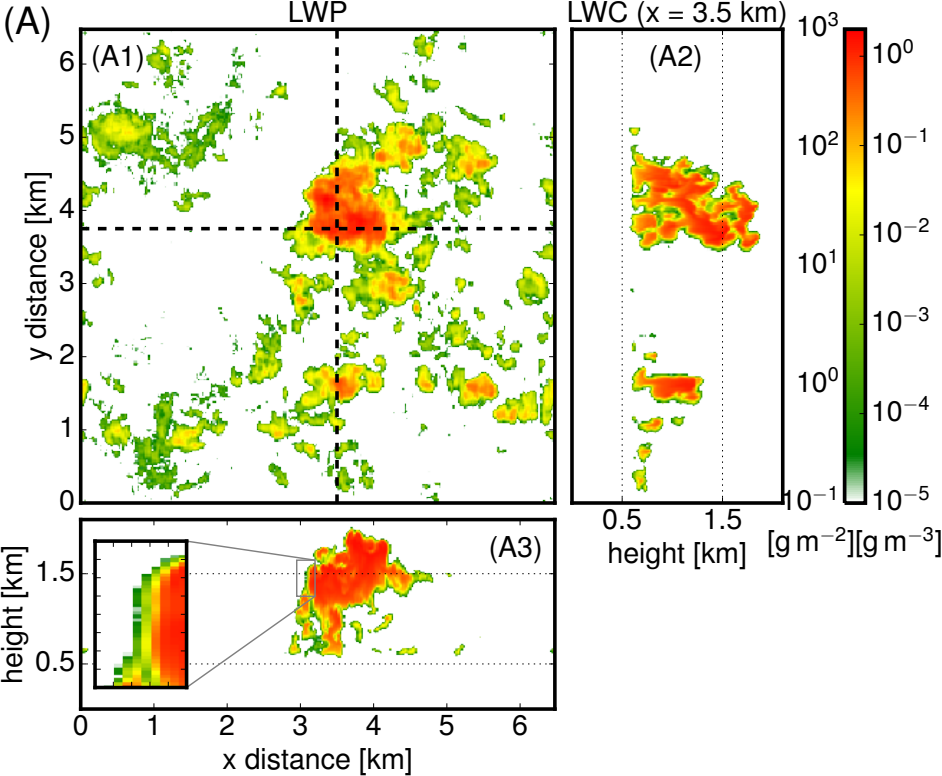 (A)
LWP
LWC (x = 3.5 km)
(A1)
(A2)
6
5
4
3
2
1
0
y distance [km]
10³
10²
10¹
10⁰
10⁻¹
10⁰
10⁻¹
10⁻²
10⁻³
10⁻⁴
10⁻⁵
0.5 1.5
height [km]
[g m⁻²][g m⁻³]
(A3)
1.5
0.5
height [km]
0 1 2 3 4 5 6
x distance [km]